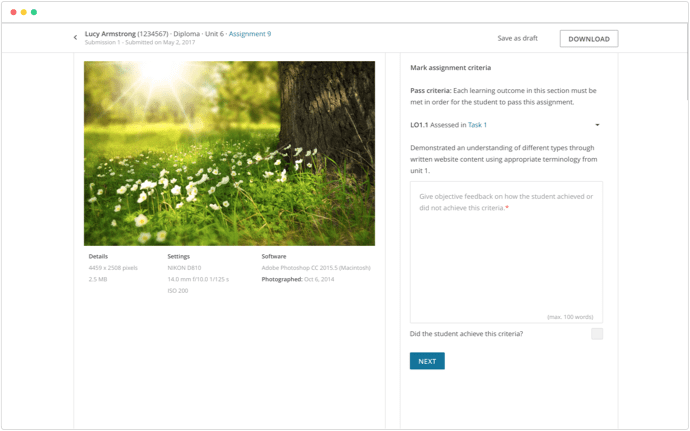 Lucy Armstrong (1234567) · Diploma · Unit 6 · Assignment 9
Submission 1 - Submitted on May 2, 2017
Save as draft
DOWNLOAD
Details
4459 x 2508 pixels
2.5 MB
Settings
NIKON D810
14.0 mm f/10.0 1/125 s
ISO 200
Software
Adobe Photoshop CC 2015.5 (Macintosh)
Photographed: Oct 6, 2014
Mark assignment criteria
Pass criteria: Each learning outcome in this section must be
met in order for the student to pass this assignment.
LO1.1 Assessed in Task 1
Demonstrated an understanding of different types through
written website content using appropriate terminology from
unit 1.
Give objective feedback on how the student achieved or
did not achieve this criteria.*
(max. 100 words)
Did the student achieve this criteria?
NEXT